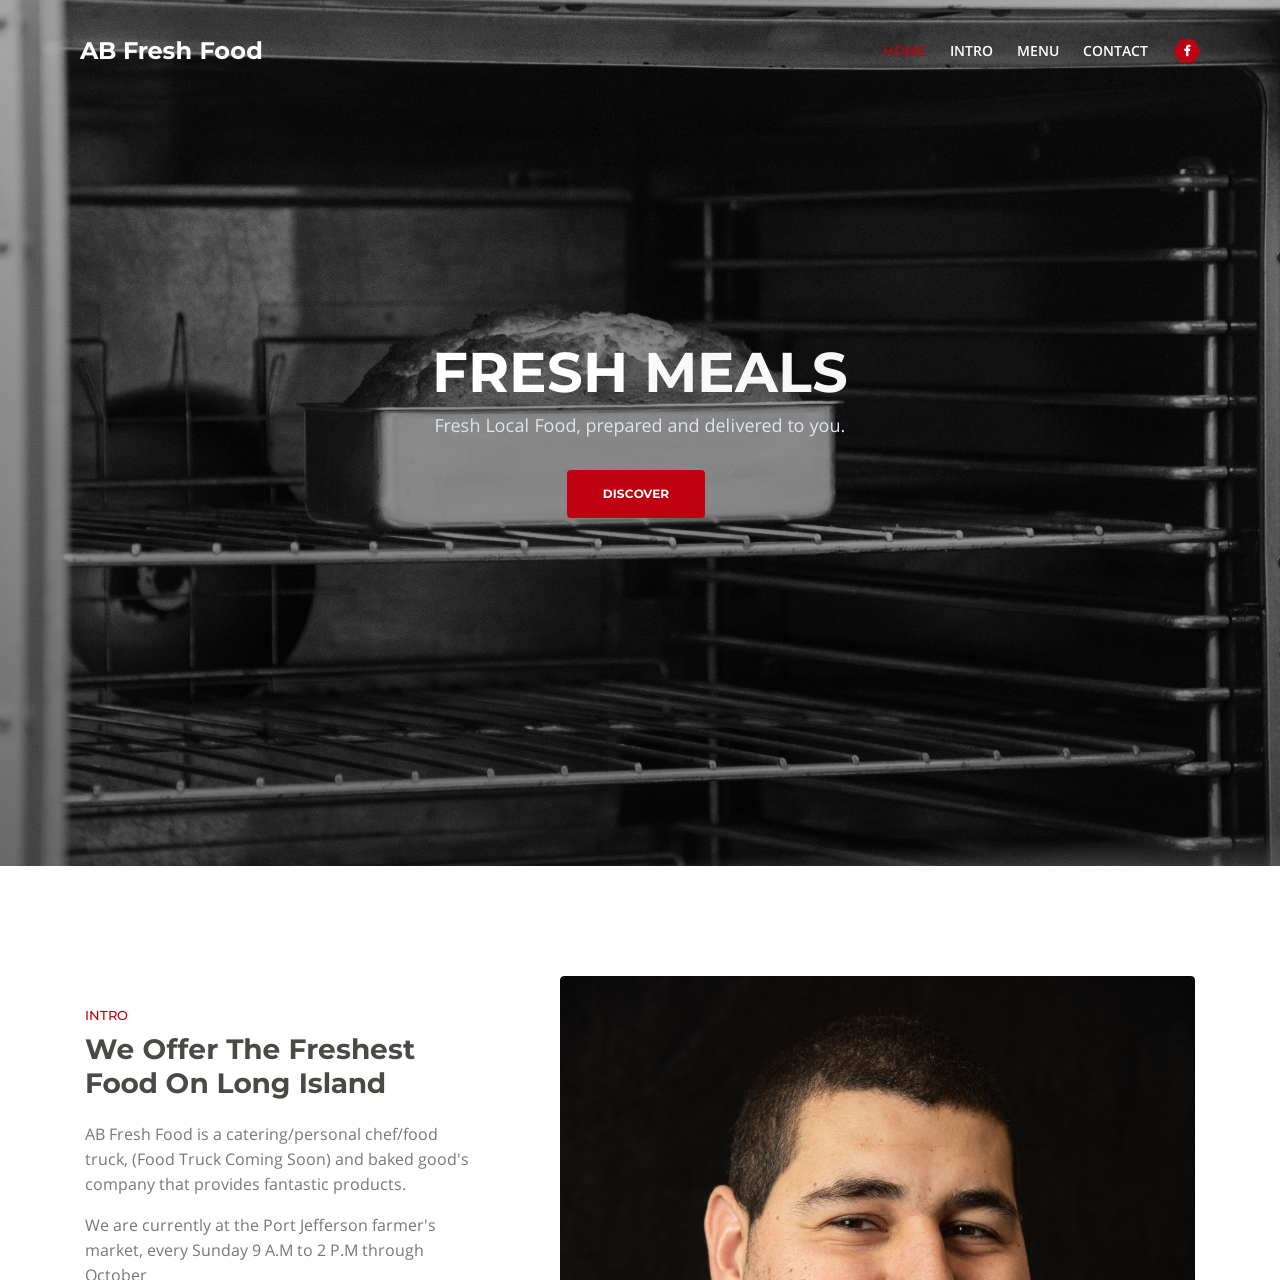 AB Fresh Food
HOME INTRO MENU CONTACT
FRESH MEALS
Fresh Local Food, prepared and delivered to you.
DISCOVER
INTRO
We Offer The Freshest
Food On Long Island
AB Fresh Food is a catering/personal chef/food
truck, (Food Truck Coming Soon) and baked good's
company that provides fantastic products.
We are currently at the Port Jefferson farmer's
market, every Sunday 9 A.M to 2 P.M through
October